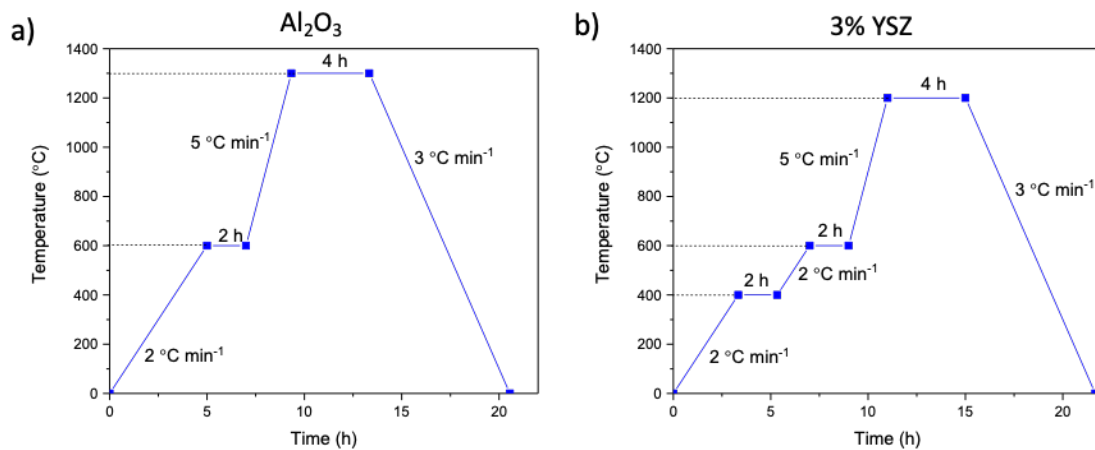 a)
Al₂O₃
1400
1200
1000
800
600
400
200
0
Temperature (°C)
4 h
5 °C min⁻¹
3 °C min⁻¹
2 h
2 °C min⁻¹
0 5 10 15 20
Time (h)
b)
3% YSZ
1400
1200
1000
800
600
400
200
0
Temperature (°C)
4 h
5 °C min⁻¹
3 °C min⁻¹
2 h
2 °C min⁻¹
2 h
2 °C min⁻¹
0 5 10 15 20
Time (h)